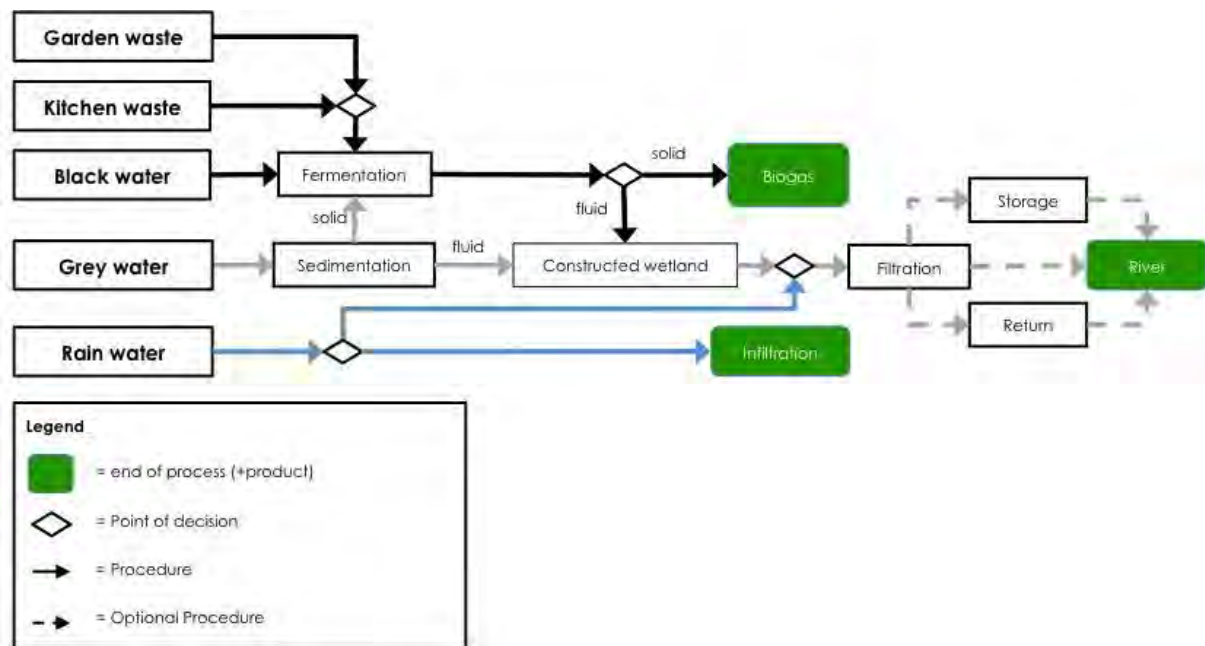 Garden waste
Kitchen waste
Black water
Fermentation
solid
Biogas
fluid
Storage
solid
Grey water
Sedimentation
fluid
Constructed wetland
Filtration
River
Return
Rain water
Infiltration
Legend
= end of process (+product)
= Point of decision
= Procedure
= Optional Procedure